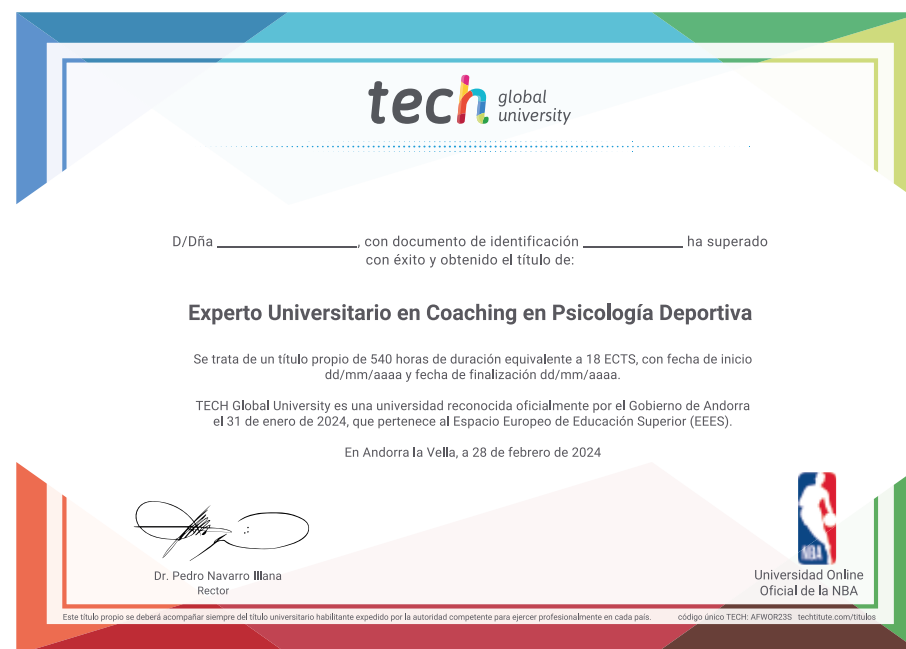 tech global
university
D/Dña ____________________, con documento de identificación ______________ ha superado
con éxito y obtenido el título de:
Experto Universitario en Coaching en Psicología Deportiva
Se trata de un título propio de 540 horas de duración equivalente a 18 ECTS, con fecha de inicio
dd/mm/aaaa y fecha de finalización dd/mm/aaaa.
TECH Global University es una universidad reconocida oficialmente por el Gobierno de Andorra
el 31 de enero de 2024, que pertenece al Espacio Europeo de Educación Superior (EEES).
En Andorra la Vella, a 28 de febrero de 2024
Dr. Pedro Navarro Illana
Rector
NBA
Universidad Online
Oficial de la NBA
Este título propio se deberá acompañar siempre del título universitario habilitante expedido por la autoridad competente para ejercer profesionalmente en cada país. código único TECH: AFWOR23S techtitute.com/titulos